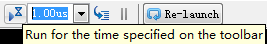 1.00us Re-launch
Run for the time specified on the toolbar